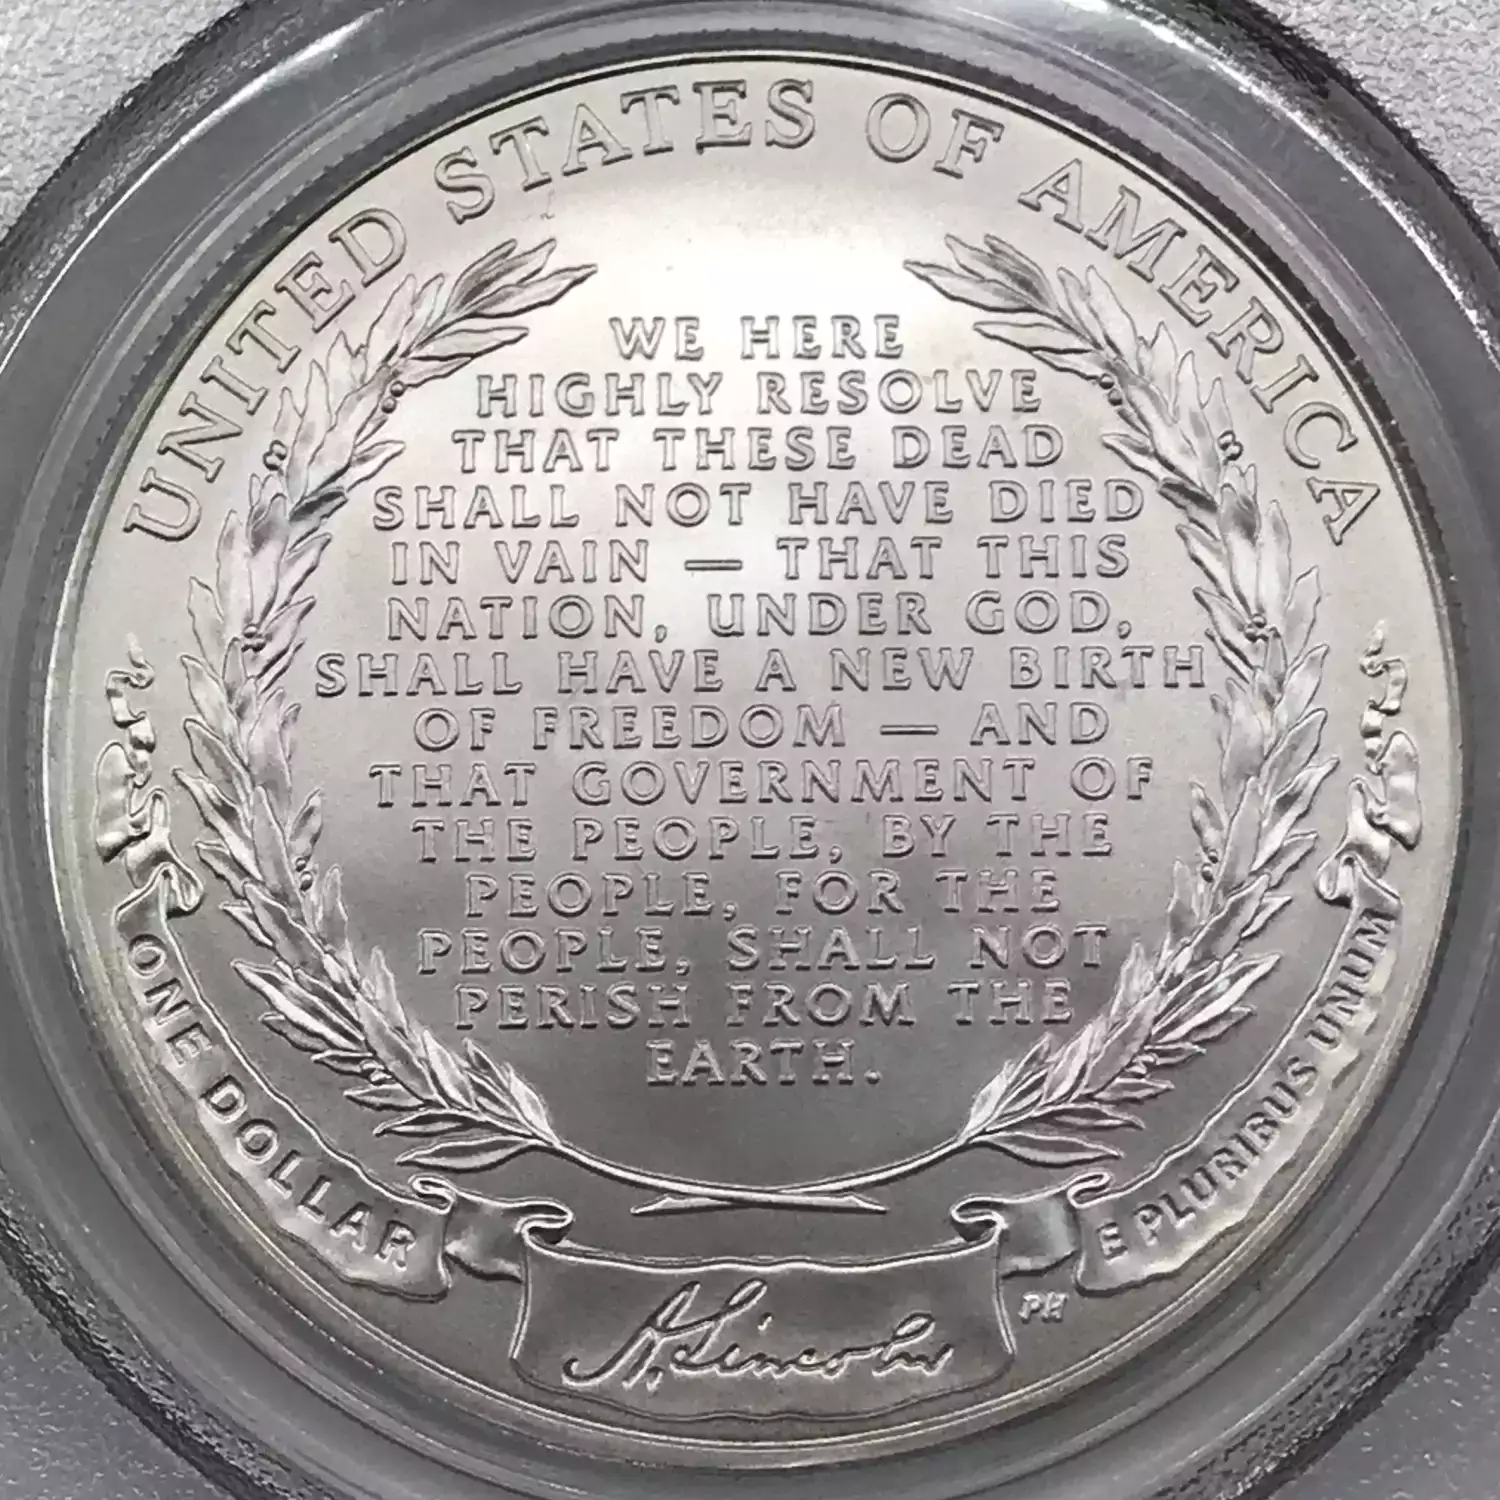 UNITED STATES OF AMERICA
WE HERE
HIGHLY RESOLVE
THAT THESE DEAD
SHALL NOT HAVE DIED
IN VAIN — THAT THIS
NATION, UNDER GOD,
SHALL HAVE A NEW BIRTH
OF FREEDOM — AND
THAT GOVERNMENT OF
THE PEOPLE, BY THE
PEOPLE, FOR THE
PEOPLE, SHALL NOT
PERISH FROM THE
EARTH.
ONE DOLLAR
E PLURIBUS UNUM
A. Lincoln
PH